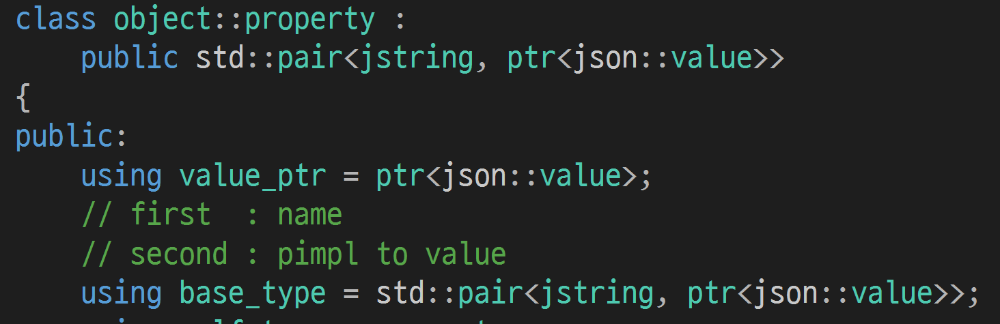 class object::property :
    public std::pair<jstring, ptr<json::value>>
{
public:
    using value_ptr = ptr<json::value>;
    // first  : name
    // second : pimpl to value
    using base_type = std::pair<jstring, ptr<json::value>>;